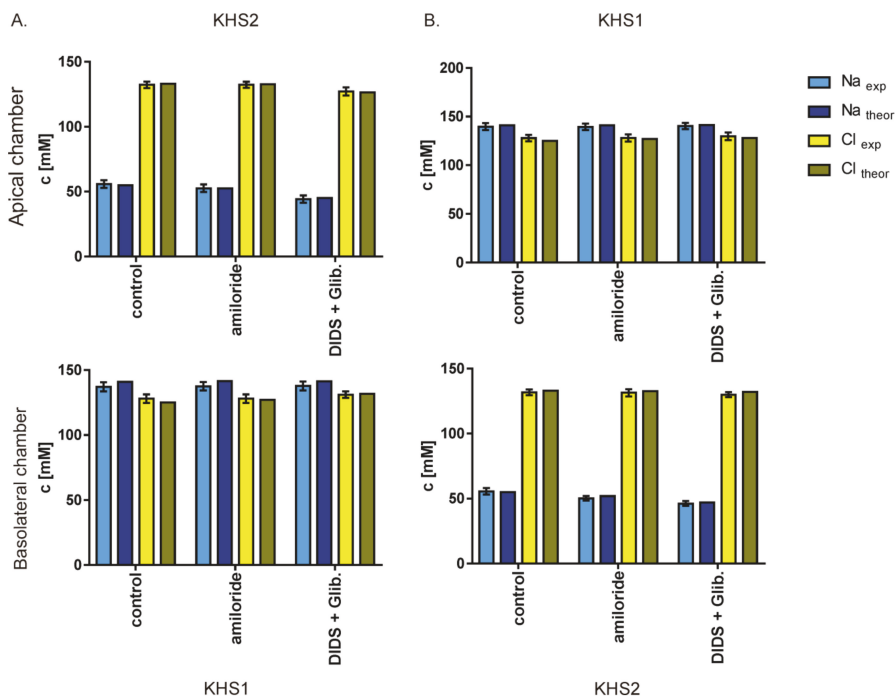 A.
KHS2
Apical chamber
c [mM]
150
100
50
0
control
amiloride
DIDS + Glib.
B.
KHS1
c [mM]
200
150
100
50
0
control
amiloride
DIDS + Glib.
Na exp
Na theor
Cl exp
Cl theor
Basolateral chamber
c [mM]
150
100
50
0
control
amiloride
DIDS + Glib.
KHS1
c [mM]
150
100
50
0
control
amiloride
DIDS + Glib.
KHS2